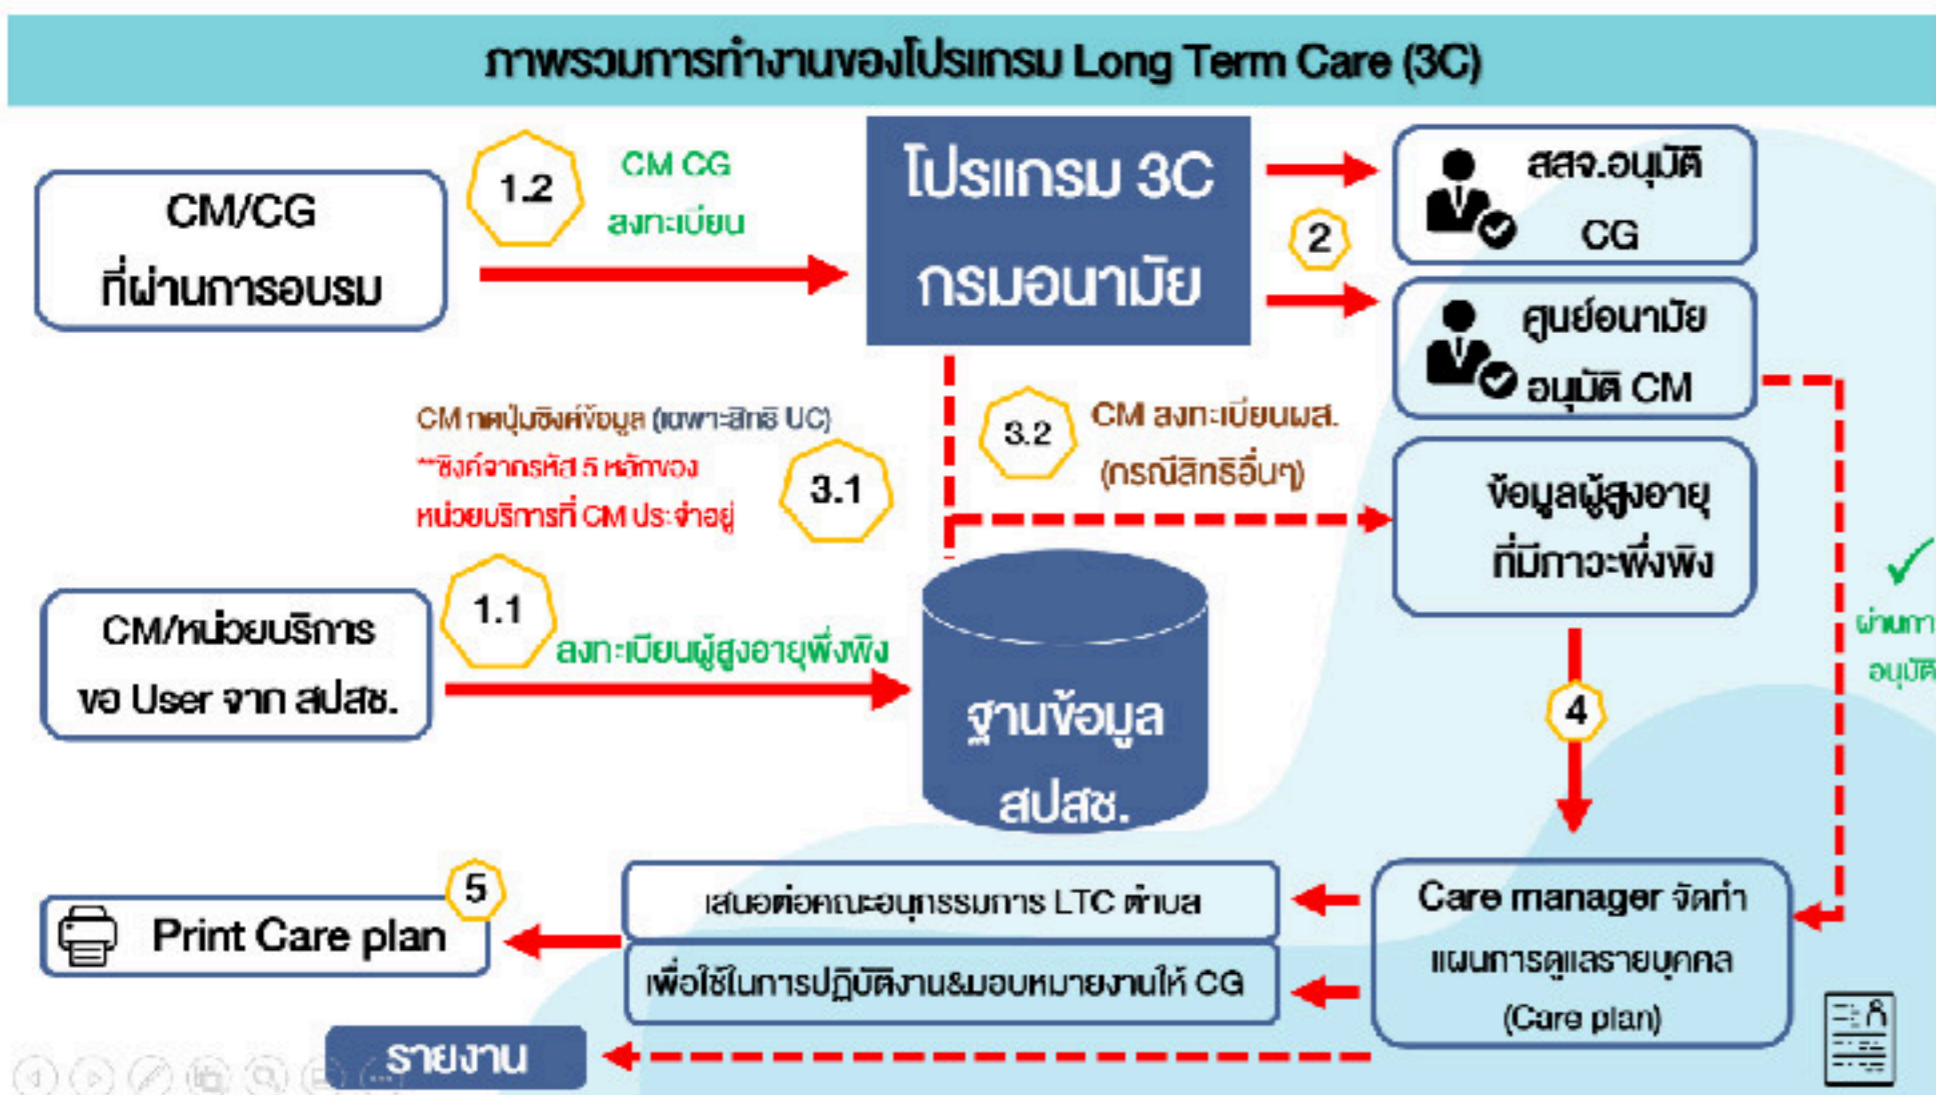 ภาพรวมการทำงานของโปรแกรม Long Term Care (3C)
CM/CG
ที่ผ่านการอบรม
1.2
CM CG
ลงทะเบียน
โปรแกรม 3C
กรมอนามัย
2
สสจ.อนุมัติ
CG
ศูนย์อนามัย
อนุมัติ CM
CM กดปุ่มซิงค์ข้อมูล (เฉพาะสิทธิ UC)
**ซิงค์จากรหัส 5 หลักของ
หน่วยบริการที่ CM ประจำอยู่
3.1
3.2
CM ลงทะเบียนผส.
(กรณีสิทธิอื่นๆ)
ข้อมูลผู้สูงอายุ
ที่มีภาวะพึ่งพิง
CM/หน่วยบริการ
ขอ User จาก สปสช.
1.1
ลงทะเบียนผู้สูงอายุพึ่งพิง
ฐานข้อมูล
สปสช.
ผ่านกา
อนุมัติ
4
Care manager จัดทำ
แผนการดูแลรายบุคคล
(Care plan)
เสนอต่อคณะอนุกรรมการ LTC ตำบล
เพื่อใช้ในการปฏิบัติงาน&มอบหมายงานให้ CG
5
Print Care plan
รายงาน